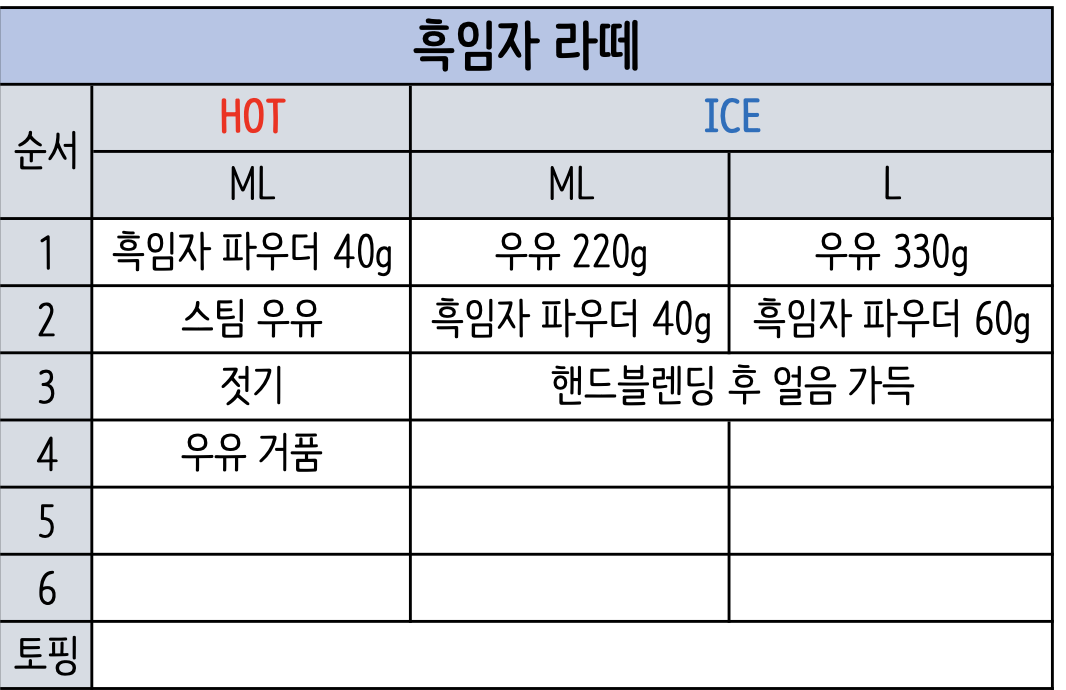 흑임자 라떼
순서 HOT ICE
ML ML L
1 흑임자 파우더 40g 우유 220g 우유 330g
2 스팀 우유 흑임자 파우더 40g 흑임자 파우더 60g
3 젓기 핸드블렌딩 후 얼음 가득
4 우유 거품
5
6
토핑